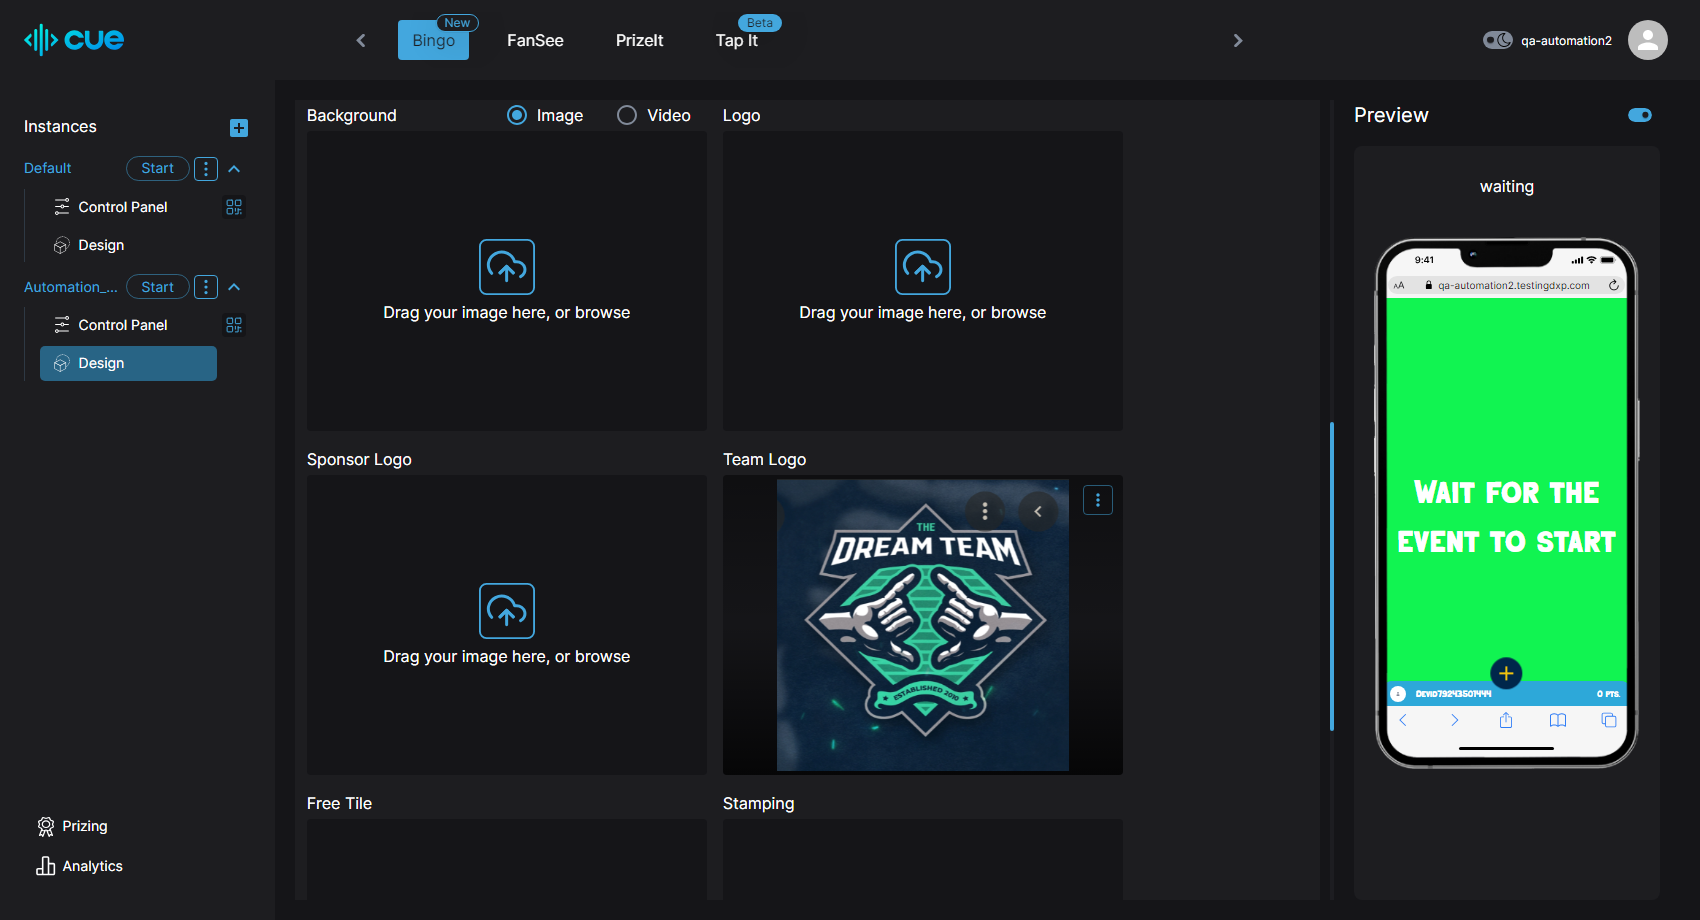 cue
New
Bingo
FanSee
PrizeIt
Beta
Tap It
qa-automation2
Instances
Default
Start
Control Panel
Design
Automation_...
Start
Control Panel
Design
Prizing
Analytics
Background
Image
Video
Logo
Drag your image here, or browse
Drag your image here, or browse
Sponsor Logo
Team Logo
Drag your image here, or browse
THE
DREAM TEAM
ESTABLISHED 2010
Free Tile
Stamping
Preview
waiting
9:41
AA
qa-automation2.testingdxp.com
WAIT FOR THE
EVENT TO START
Devid79243507444
0 PTS.